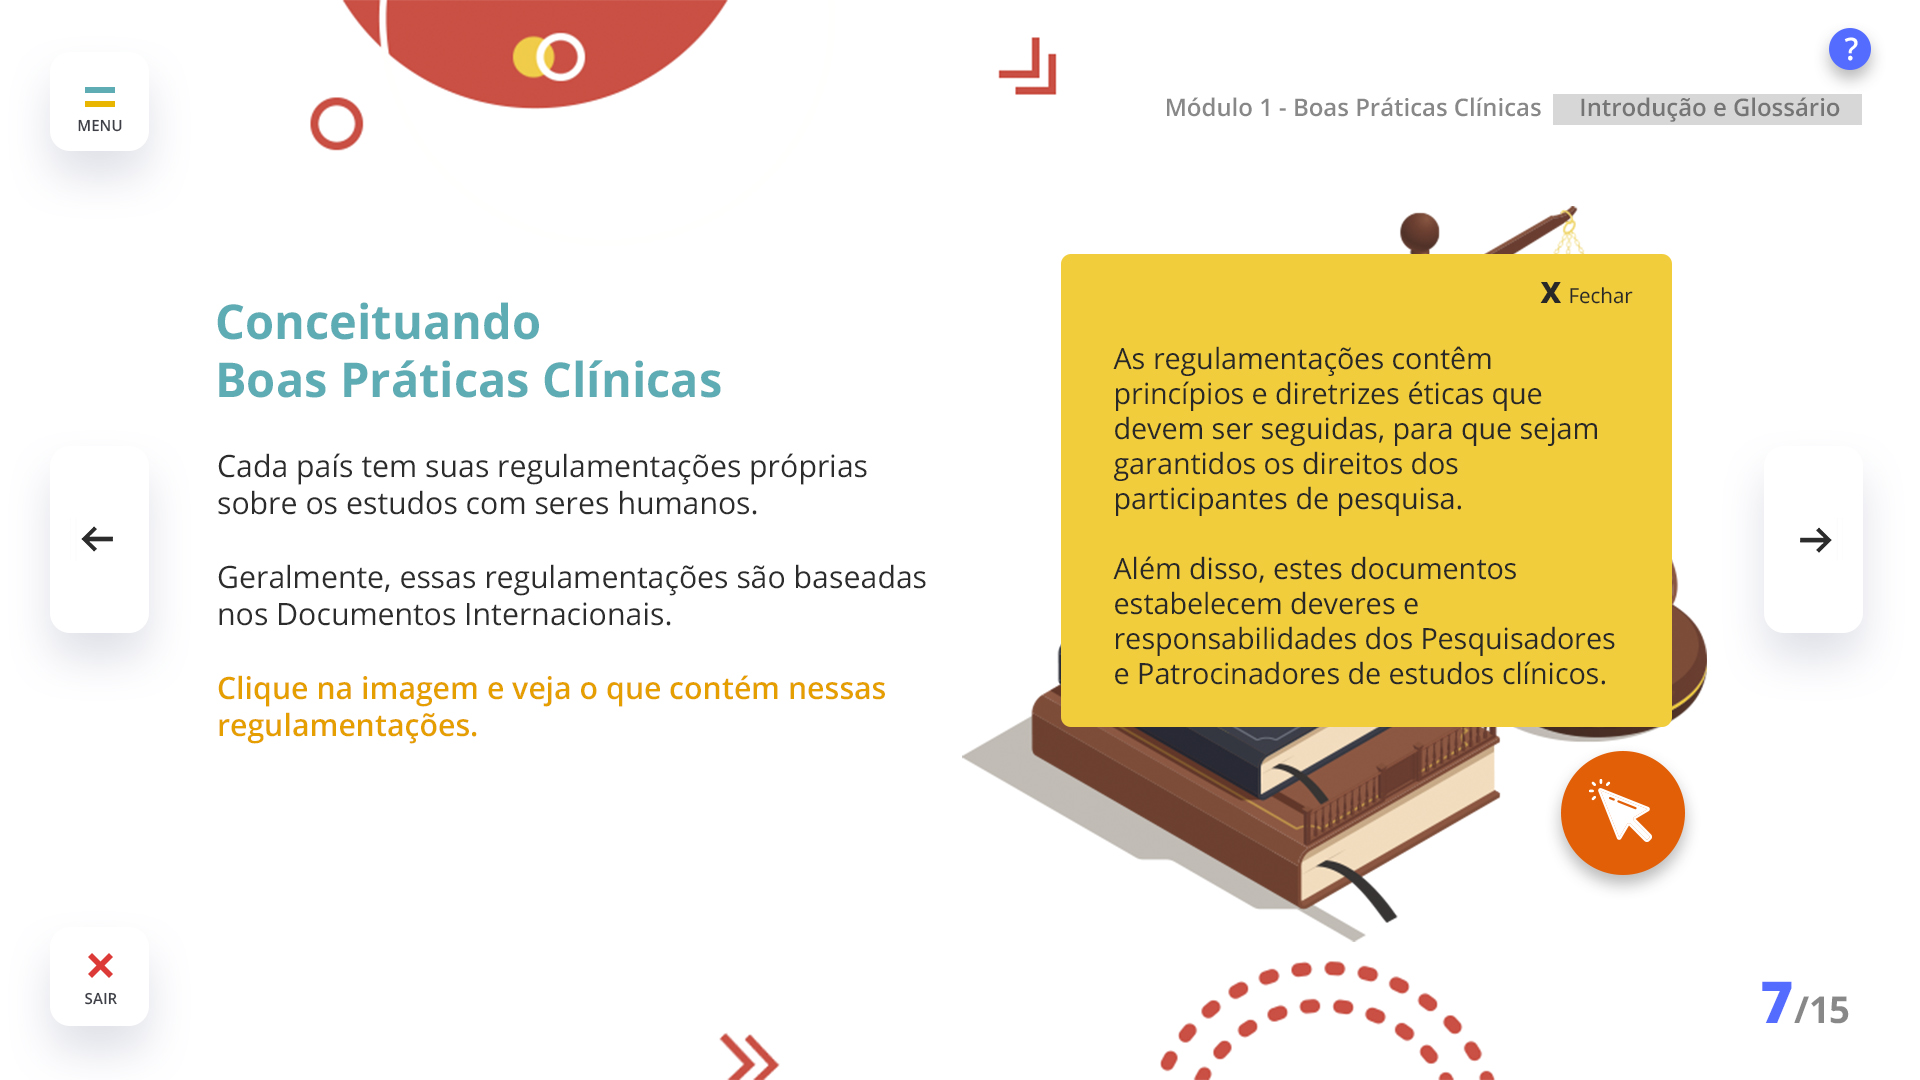 MENU
?
Módulo 1 - Boas Práticas Clínicas Introdução e Glossário
Conceituando
Boas Práticas Clínicas
Cada país tem suas regulamentações próprias
sobre os estudos com seres humanos.
Geralmente, essas regulamentações são baseadas
nos Documentos Internacionais.
Clique na imagem e veja o que contém nessas
regulamentações.
X Fechar
As regulamentações contêm
princípios e diretrizes éticas que
devem ser seguidas, para que sejam
garantidos os direitos dos
participantes de pesquisa.
Além disso, estes documentos
estabelecem deveres e
responsabilidades dos Pesquisadores
e Patrocinadores de estudos clínicos.
SAIR
7/15